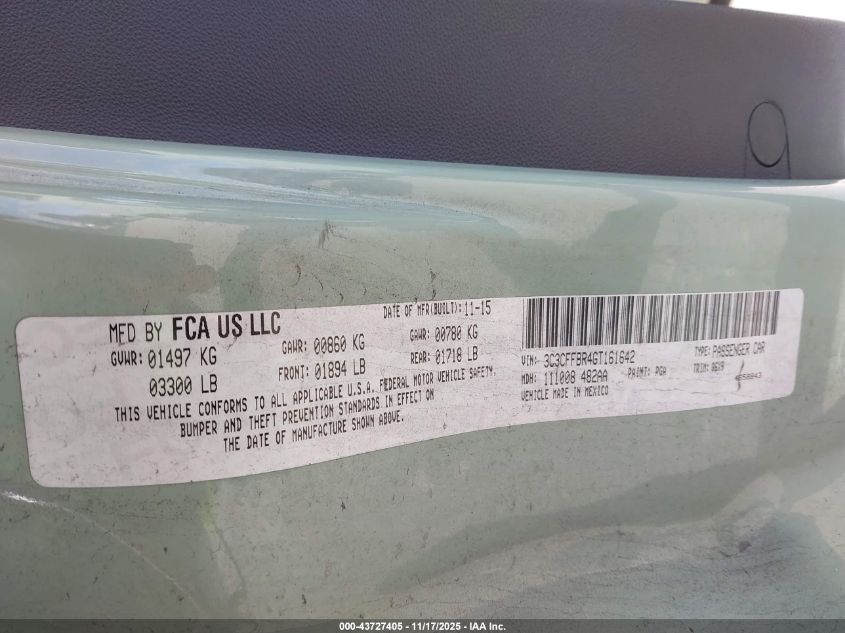 MFD BY FCA US LLC
DATE OF MFR(BUOLT): 11-15
GVWR: 01497 KG
GAWR: 00860 KG
GAWR: 00780 KG
03300 LB
FRONT: 01894 LB
REAR: 01718 LB
THIS VEHICLE CONFORMS TO ALL APPLICABLE U.S.A. FEDERAL MOTOR VEHICLE SAFETY,
BUMPER AND THEFT PREVENTION STANDARDS IN EFFECT ON
THE DATE OF MANUFACTURE SHOWN ABOVE.
VIN: 3C3CFFBR4GT161642
TYPE: PASSENGER CAR
MDH: 111008 482AA
PAINT: PGA
TRIM:
VEHICLE MADE IN MEXICO
000-43727405 — 11/17/2025 — IAA Inc.